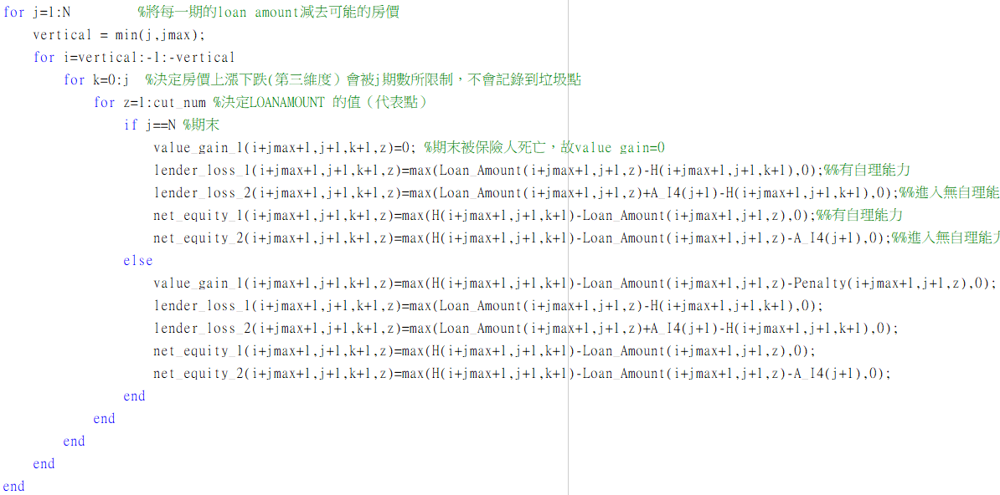 for j=1:N         %將每一期的loan amount減去可能的房價
    vertical = min(j,jmax);
    for i=vertical:-1:-vertical
        for k=0:j  %決定房價上漲下跌(第三維度）會被j期數所限制，不會記錄到垃圾點
            for z=1:cut_num %決定LOANAMOUNT 的值（代表點）
                if j==N %期末
                    value_gain_1(i+jmax+1,j+1,k+1,z)=0; %期末被保險人死亡，故value gain=0
                    lender_loss_1(i+jmax+1,j+1,k+1,z)=max(Loan_Amount(i+jmax+1,j+1,z)-H(i+jmax+1,j+1,k+1),0);%%有自理能力
                    lender_loss_2(i+jmax+1,j+1,k+1,z)=max(Loan_Amount(i+jmax+1,j+1,z)+A_I4(j+1)-H(i+jmax+1,j+1,k+1),0);%%進入無自理能
                    net_equity_1(i+jmax+1,j+1,k+1,z)=max(H(i+jmax+1,j+1,k+1)-Loan_Amount(i+jmax+1,j+1,z),0);%%有自理能力
                    net_equity_2(i+jmax+1,j+1,k+1,z)=max(H(i+jmax+1,j+1,k+1)-Loan_Amount(i+jmax+1,j+1,z)-A_I4(j+1),0);%%進入無自理能力
                else
                    value_gain_1(i+jmax+1,j+1,k+1,z)=max(H(i+jmax+1,j+1,k+1)-Loan_Amount(i+jmax+1,j+1,z)-Penalty(i+jmax+1,j+1,z),0);
                    lender_loss_1(i+jmax+1,j+1,k+1,z)=max(Loan_Amount(i+jmax+1,j+1,z)-H(i+jmax+1,j+1,k+1),0);
                    lender_loss_2(i+jmax+1,j+1,k+1,z)=max(Loan_Amount(i+jmax+1,j+1,z)+A_I4(j+1)-H(i+jmax+1,j+1,k+1),0);
                    net_equity_1(i+jmax+1,j+1,k+1,z)=max(H(i+jmax+1,j+1,k+1)-Loan_Amount(i+jmax+1,j+1,z),0);
                    net_equity_2(i+jmax+1,j+1,k+1,z)=max(H(i+jmax+1,j+1,k+1)-Loan_Amount(i+jmax+1,j+1,z)-A_I4(j+1),0);
                end
            end
        end
    end
end